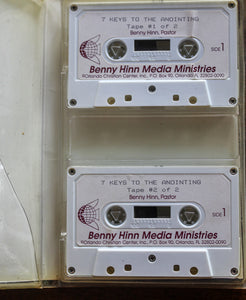 7 KEYS TO THE ANOINTING
Tape #1 of 2
Benny Hinn, Pastor
SIDE 1
Benny Hinn Media Ministries
Orlando Christian Center, Inc., P.O. Box 90, Orlando, FL 32802-0090
7 KEYS TO THE ANOINTING
Tape #2 of 2
Benny Hinn, Pastor
SIDE 1
Benny Hinn Media Ministries
Orlando Christian Center, Inc., P.O. Box 90, Orlando, FL 32802-0090